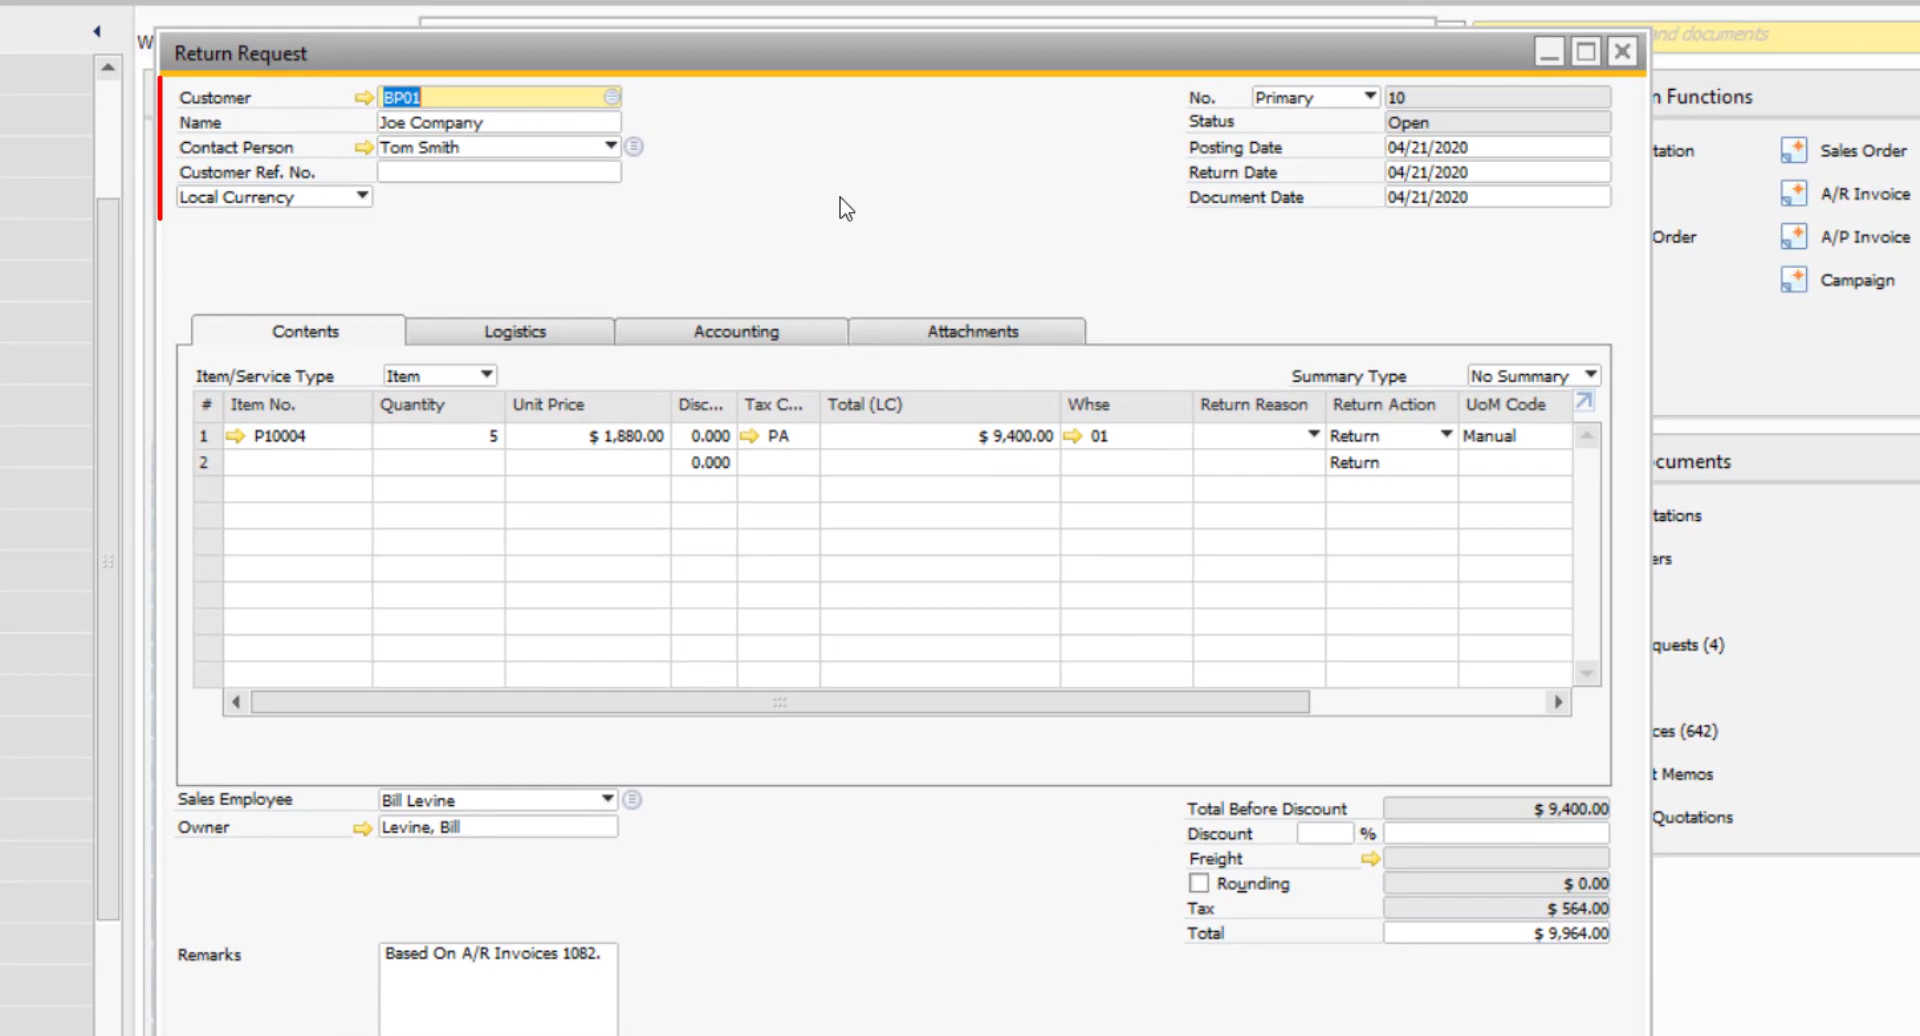 W
nd documents
Return Request
Customer BP01
Name Joe Company
Contact Person Tom Smith
Customer Ref. No.
Local Currency
No. Primary 10
Status Open
Posting Date 04/21/2020
Return Date 04/21/2020
Document Date 04/21/2020
Contents Logistics Accounting Attachments
Item/Service Type Item Summary Type No Summary
# Item No. Quantity Unit Price Disc... Tax C... Total (LC) Whse Return Reason Return Action UoM Code
1 P10004 5 $ 1,880.00 0.000 PA $ 9,400.00 01 Return Manual
2 0.000 Return
Sales Employee Bill Levine
Owner Levine, Bill
Remarks Based On A/R Invoices 1082.
Total Before Discount $ 9,400.00
Discount %
Freight
Rounding $ 0.00
Tax $ 564.00
Total $ 9,964.00
n Functions
tation Sales Order
A/R Invoice
Order A/P Invoice
Campaign
cuments
tations
ers
quests (4)
ces (642)
t Memos
Quotations